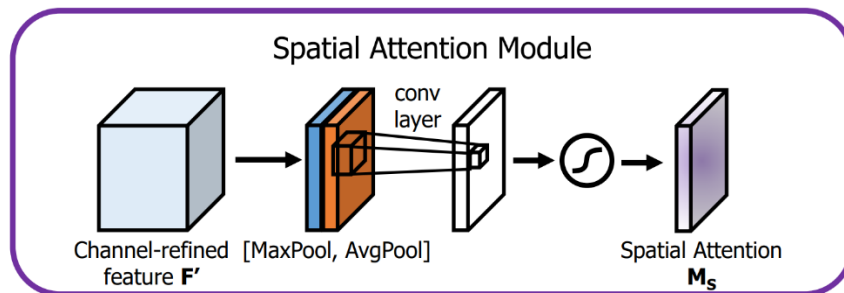 Spatial Attention Module
conv
layer
Channel-refined
feature F'
[MaxPool, AvgPool]
Spatial Attention
Ms